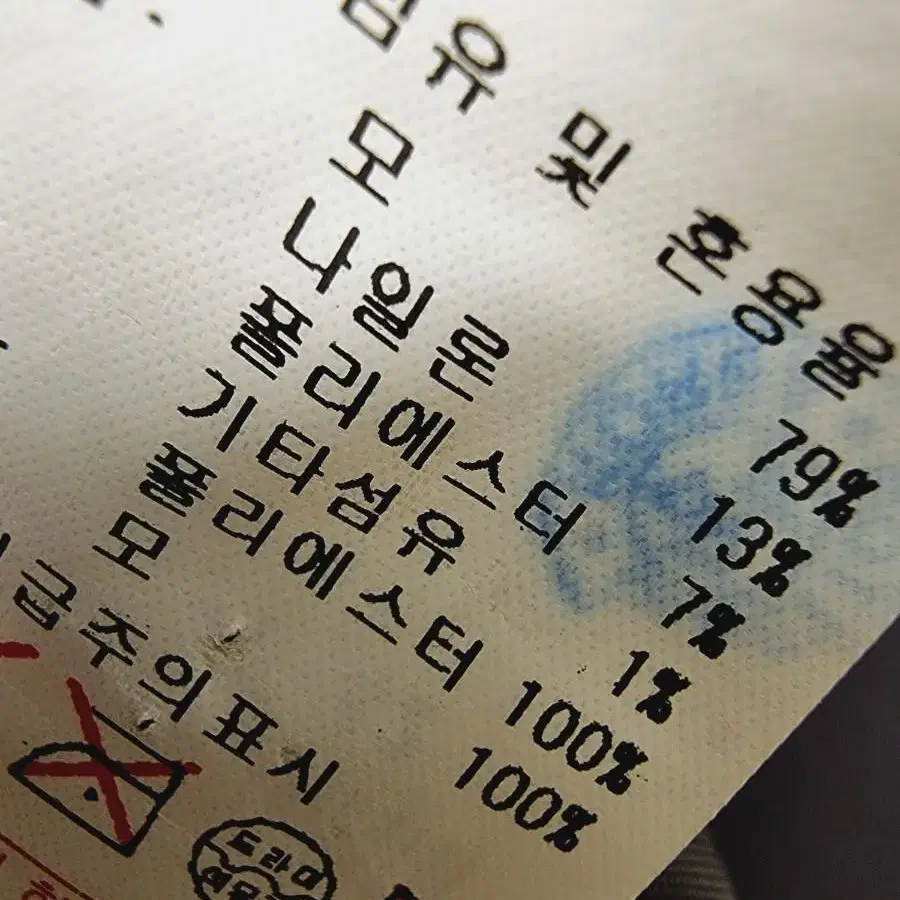 섬유 및 혼용율
모 79%
나일론 13%
폴리에스터 7%
기타섬유 1%
폴리에스터 100%
모 100%
급주의표시
드라이